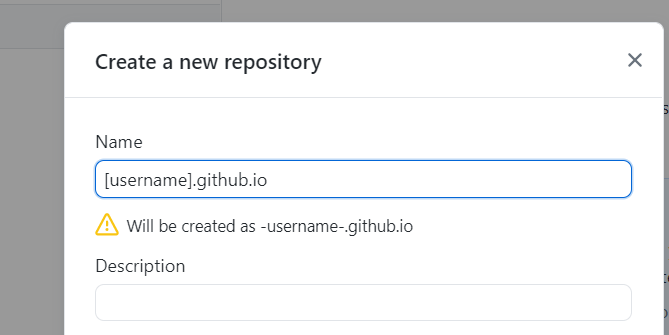 Create a new repository
Name
[username].github.io
Will be created as -username-.github.io
Description